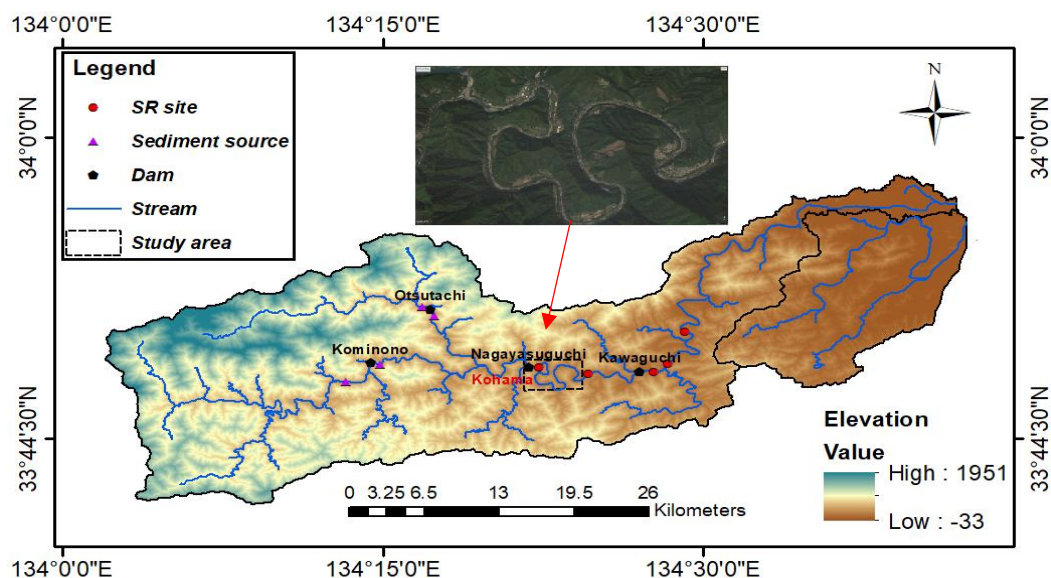 134°0'0"E
134°15'0"E
134°30'0"E
Legend
SR site
Sediment source
Dam
Stream
Study area
N
34°0'0"N
34°0'0"N
Otsutachi
Kominono
Nagayasuguchi
Kawaguchi
Kohama
33°44'30"N
33°44'30"N
Elevation
Value
High : 1951
Low : -33
0 3.25 6.5 13 19.5 26
Kilometers
134°0'0"E
134°15'0"E
134°30'0"E